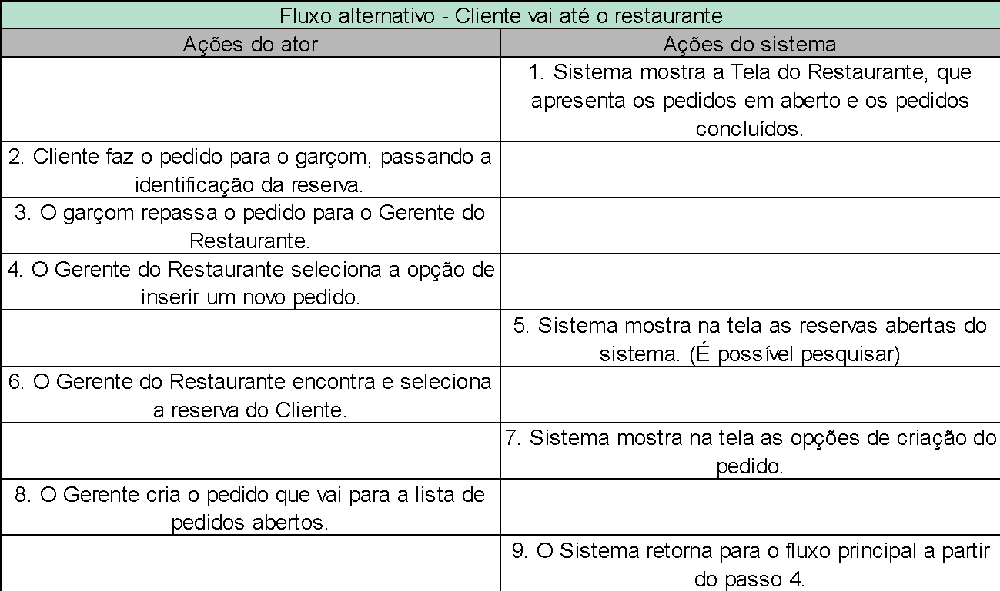 Fluxo alternativo - Cliente vai até o restaurante
Ações do ator
Ações do sistema
1. Sistema mostra a Tela do Restaurante, que
apresenta os pedidos em aberto e os pedidos
concluídos.
2. Cliente faz o pedido para o garçom, passando a
identificação da reserva.
3. O garçom repassa o pedido para o Gerente do
Restaurante.
4. O Gerente do Restaurante seleciona a opção de
inserir um novo pedido.
5. Sistema mostra na tela as reservas abertas do
sistema. (É possível pesquisar)
6. O Gerente do Restaurante encontra e seleciona
a reserva do Cliente.
7. Sistema mostra na tela as opções de criação do
pedido.
8. O Gerente cria o pedido que vai para a lista de
pedidos abertos.
9. O Sistema retorna para o fluxo principal a partir
do passo 4.